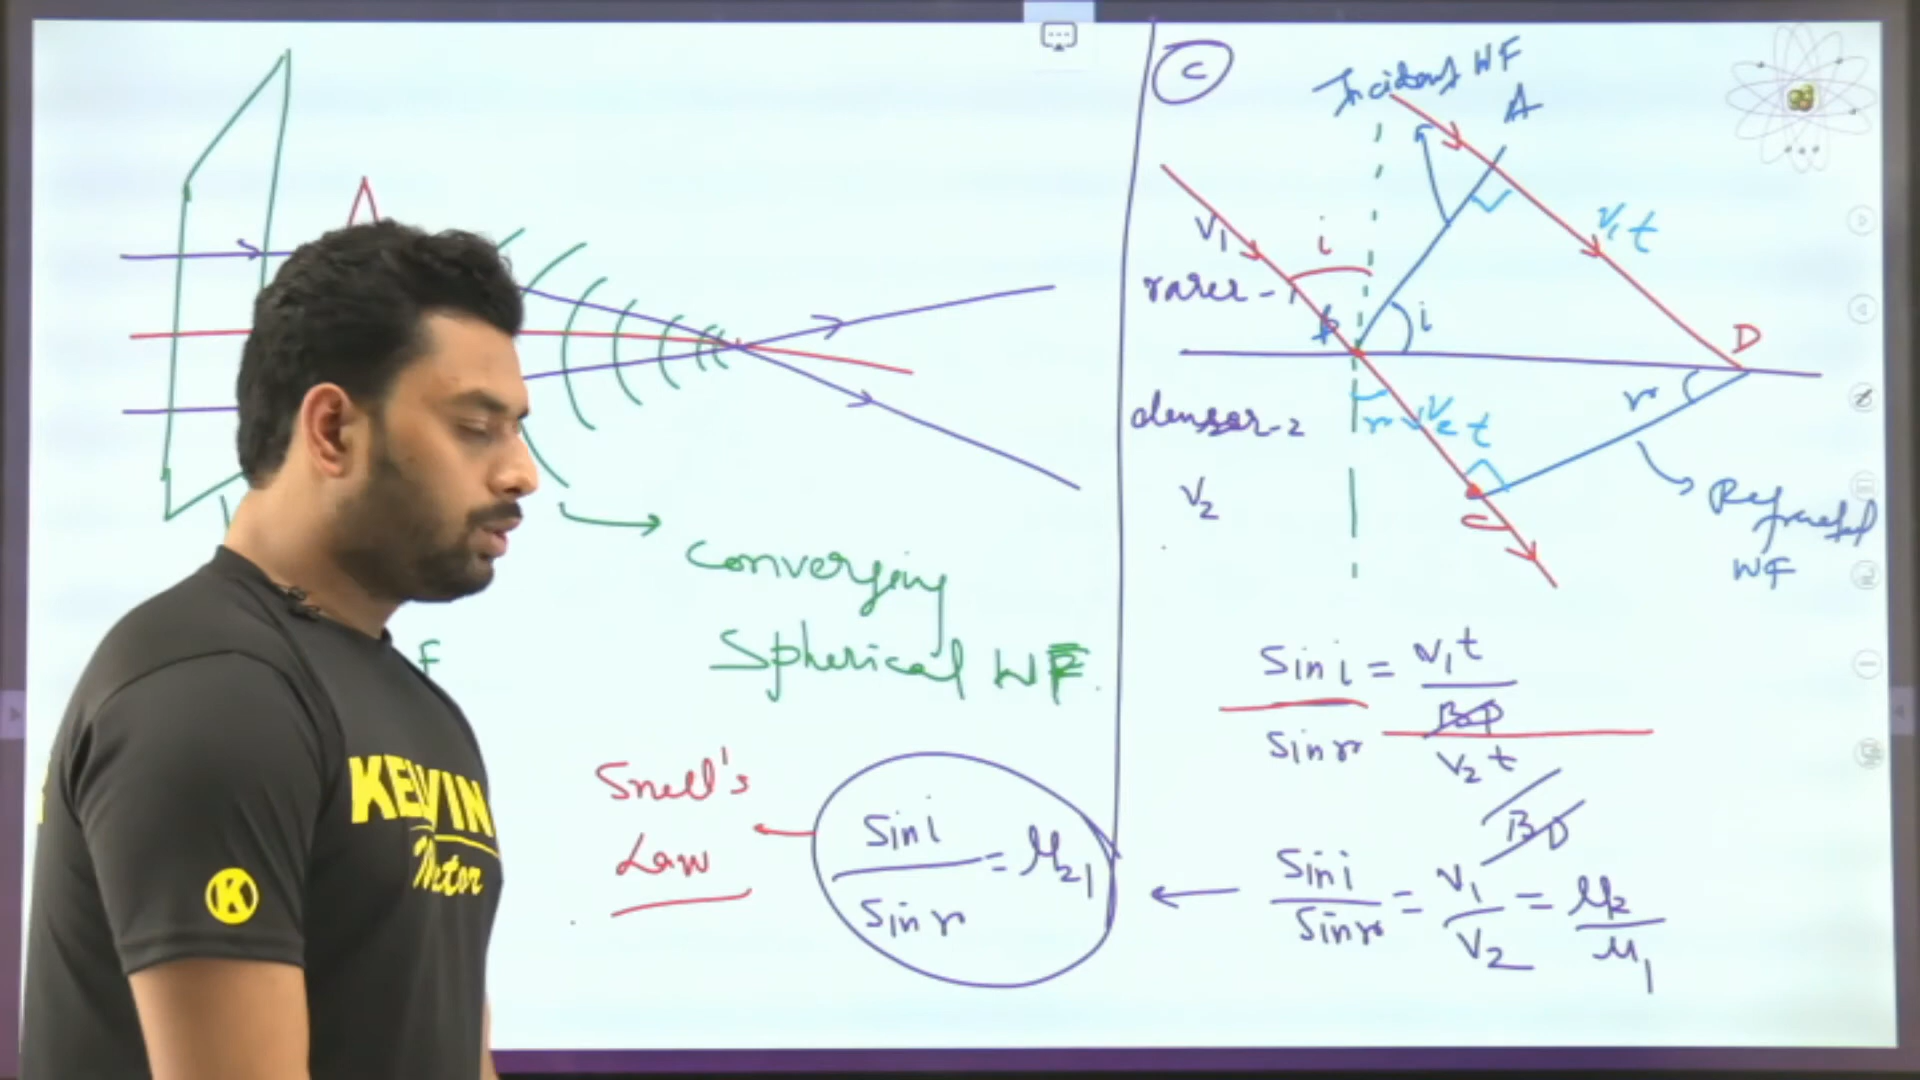 F
Converging
Spherical WF.
Snell's
Law
Sin i
Sin r
= μ21
C
Incident WF
A
V1
i
V1 t
rarer - 1
B
i
D
denser - 2
r
V2 t
r
V2
C
Refracted
WF
Sin i = V1 t
BD
Sin r
V2 t
BD
Sin i
Sin r
= V1
V2
= μ2
μ1
KELVIN
Mentor
K